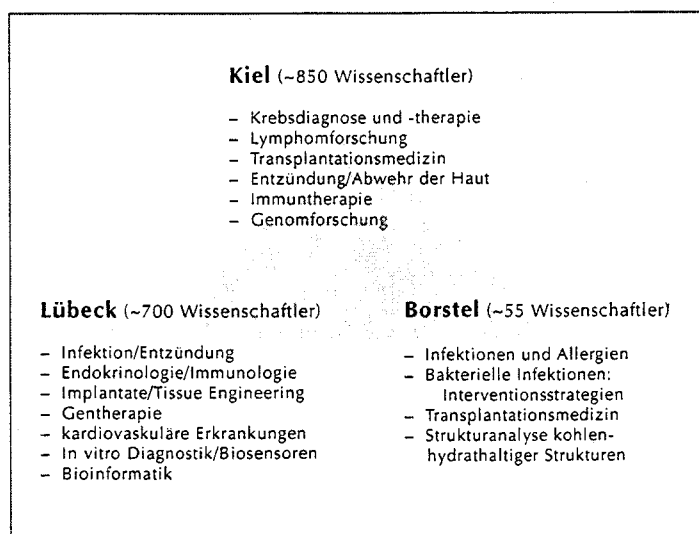 Kiel (~850 Wissenschaftler)
– Krebsdiagnose und -therapie
– Lymphomforschung
– Transplantationsmedizin
– Entzündung/Abwehr der Haut
– Immuntherapie
– Genomforschung
Lübeck (~700 Wissenschaftler)
– Infektion/Entzündung
– Endokrinologie/Immunologie
– Implantate/Tissue Engineering
– Gentherapie
– kardiovaskuläre Erkrankungen
– In vitro Diagnostik/Biosensoren
– Bioinformatik
Borstel (~55 Wissenschaftler)
– Infektionen und Allergien
– Bakterielle Infektionen:
Interventionsstrategien
– Transplantationsmedizin
– Strukturanalyse kohlen-
hydrathaltiger Strukturen